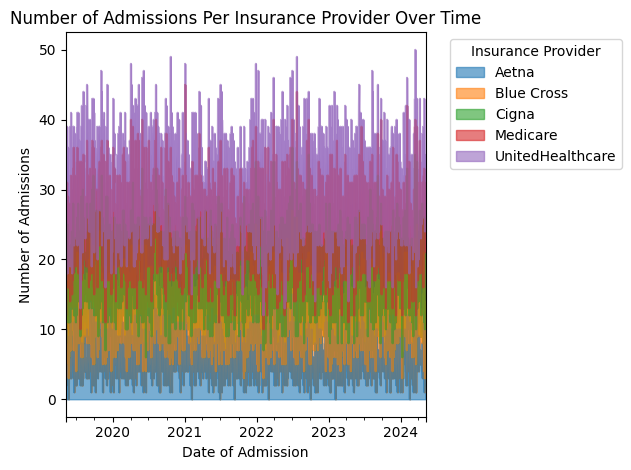 Number of Admissions Per Insurance Provider Over Time
50
40
30
20
10
0
Number of Admissions
2020 2021 2022 2023 2024
Date of Admission
Insurance Provider
Aetna
Blue Cross
Cigna
Medicare
UnitedHealthcare